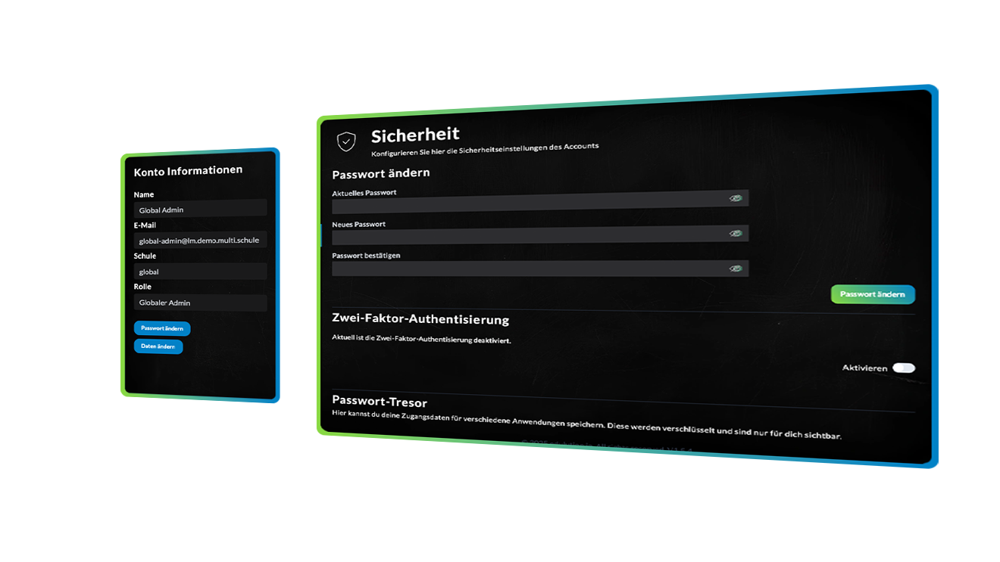 Konto Informationen
Name
Global Admin
E-Mail
global-admin@lm.demo.multi.schule
Schule
global
Rolle
Globaler Admin
Passwort ändern
Daten ändern
Sicherheit
Konfigurieren Sie hier die Sicherheitseinstellungen des Accounts
Passwort ändern
Aktuelles Passwort
Neues Passwort
Passwort bestätigen
Passwort ändern
Zwei-Faktor-Authentisierung
Aktuell ist die Zwei-Faktor-Authentisierung deaktiviert.
Aktivieren
Passwort-Tresor
Hier kannst du deine Zugangsdaten für verschiedene Anwendungen speichern. Diese werden verschlüsselt und sind nur für dich sichtbar.